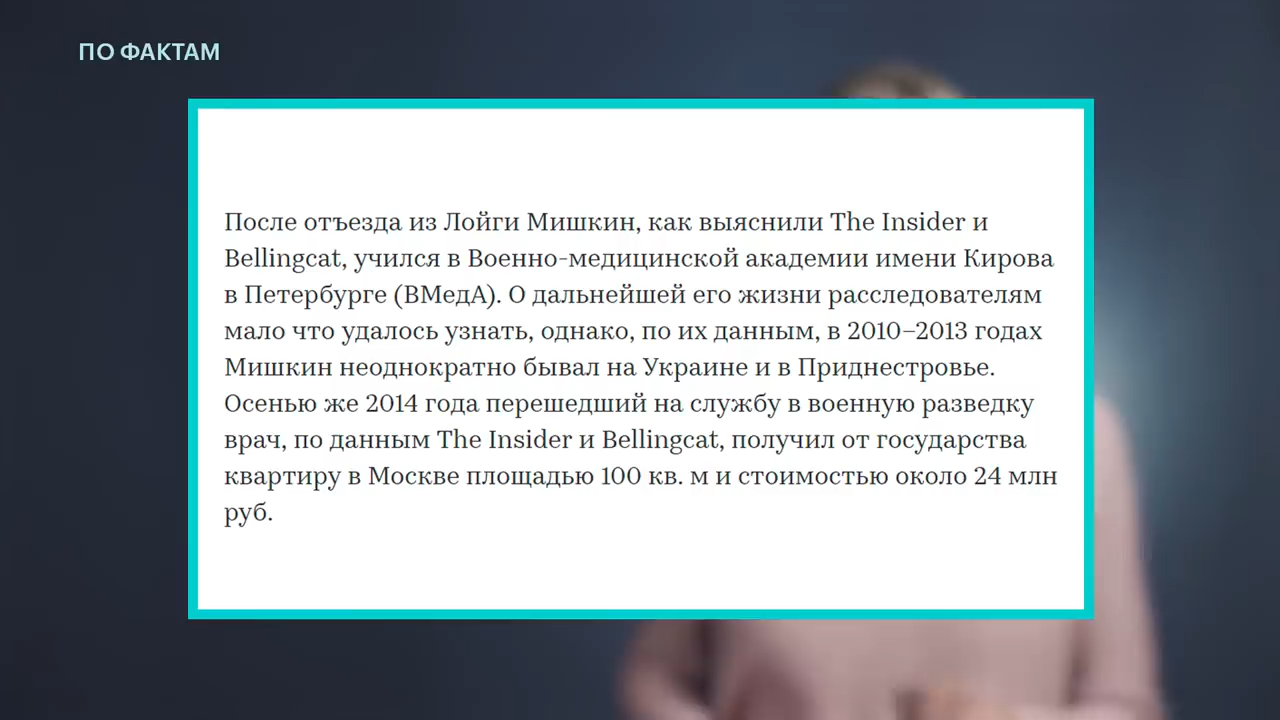 ПО ФАКТАМ
После отъезда из Лойги Мишкин, как выяснили The Insider и
Bellingcat, учился в Военно-медицинской академии имени Кирова
в Петербурге (ВМедА). О дальнейшей его жизни расследователям
мало что удалось узнать, однако, по их данным, в 2010–2013 годах
Мишкин неоднократно бывал на Украине и в Приднестровье.
Осенью же 2014 года перешедший на службу в военную разведку
врач, по данным The Insider и Bellingcat, получил от государства
квартиру в Москве площадью 100 кв. м и стоимостью около 24 млн
руб.